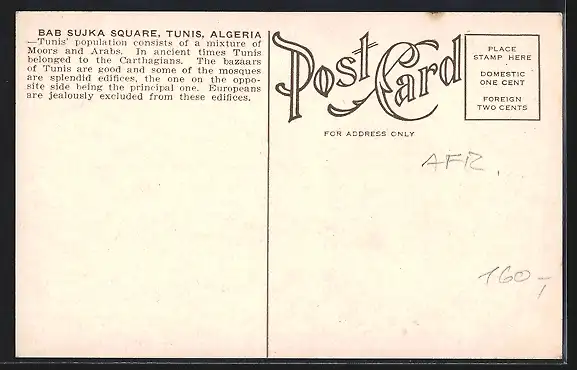 BAB SUJKA SQUARE, TUNIS, ALGERIA
—Tunis' population consists of a mixture of
Moors and Arabs. In ancient times Tunis
belonged to the Carthagians. The bazaars
of Tunis are good and some of the mosques
are splendid edifices, the one on the oppo-
site side being the principal one. Europeans
are jealously excluded from these edifices.
Post Card
FOR ADDRESS ONLY
PLACE
STAMP HERE
DOMESTIC
ONE CENT
FOREIGN
TWO CENTS
AFR.
160,-